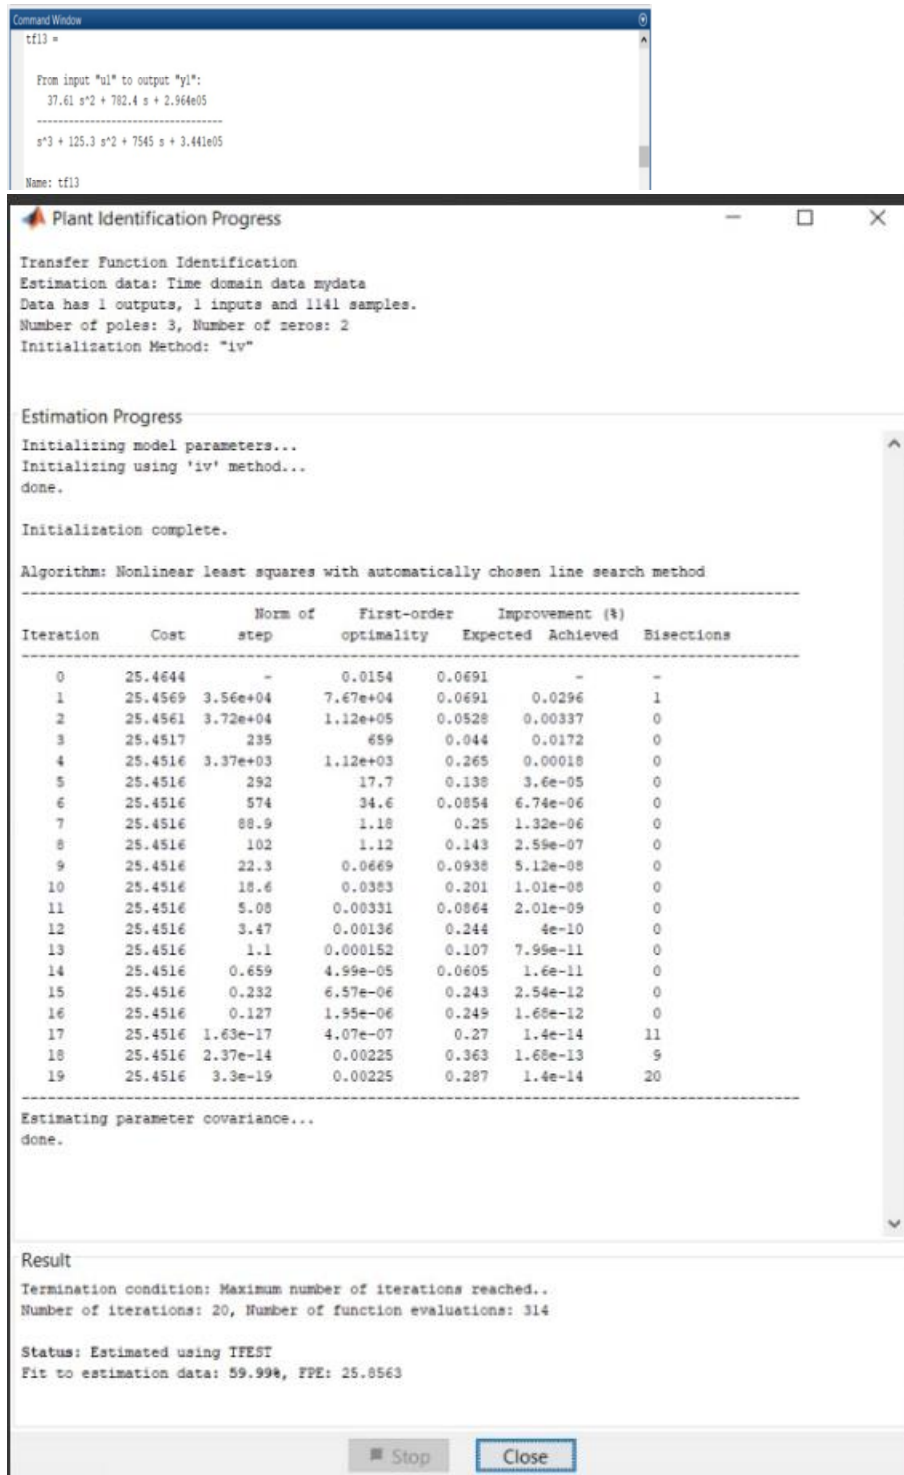 Command Window
tf13 =
From input "u1" to output "y1":
37.61 s^2 + 782.4 s + 2.964e05
----------------------------------
s^3 + 125.3 s^2 + 7545 s + 3.441e05
Name: tf13
Plant Identification Progress
Transfer Function Identification
Estimation data: Time domain data mydata
Data has 1 outputs, 1 inputs and 1141 samples.
Number of poles: 3, Number of zeros: 2
Initialization Method: "iv"
Estimation Progress
Initializing model parameters...
Initializing using 'iv' method...
done.
Initialization complete.
Algorithm: Nonlinear least squares with automatically chosen line search method
------------------------------------------------------------------------------------------
Norm of First-order Improvement (%)
Iteration Cost step optimality Expected Achieved Bisections
------------------------------------------------------------------------------------------
0 25.4644 - 0.0154 0.0691 - -
1 25.4569 3.56e+04 7.67e+04 0.0691 0.0296 1
2 25.4561 3.72e+04 1.12e+05 0.0528 0.00337 0
3 25.4517 235 659 0.044 0.0172 0
4 25.4516 3.37e+03 1.12e+03 0.265 0.00018 0
5 25.4516 292 17.7 0.138 3.6e-05 0
6 25.4516 574 34.6 0.0854 6.74e-06 0
7 25.4516 88.9 1.18 0.25 1.32e-06 0
8 25.4516 102 1.12 0.143 2.59e-07 0
9 25.4516 22.3 0.0669 0.0938 5.12e-08 0
10 25.4516 18.6 0.0383 0.201 1.01e-08 0
11 25.4516 5.08 0.00331 0.0864 2.01e-09 0
12 25.4516 3.47 0.00136 0.244 4e-10 0
13 25.4516 1.1 0.000152 0.107 7.99e-11 0
14 25.4516 0.659 4.99e-05 0.0605 1.6e-11 0
15 25.4516 0.232 6.57e-06 0.243 2.54e-12 0
16 25.4516 0.127 1.95e-06 0.249 1.68e-12 0
17 25.4516 1.63e-17 4.07e-07 0.27 1.4e-14 11
18 25.4516 2.37e-14 0.00225 0.363 1.68e-13 9
19 25.4516 3.3e-19 0.00225 0.287 1.4e-14 20
------------------------------------------------------------------------------------------
Estimating parameter covariance...
done.
Result
Termination condition: Maximum number of iterations reached..
Number of iterations: 20, Number of function evaluations: 314
Status: Estimated using TFEST
Fit to estimation data: 59.99%, FPE: 25.8563
Stop Close